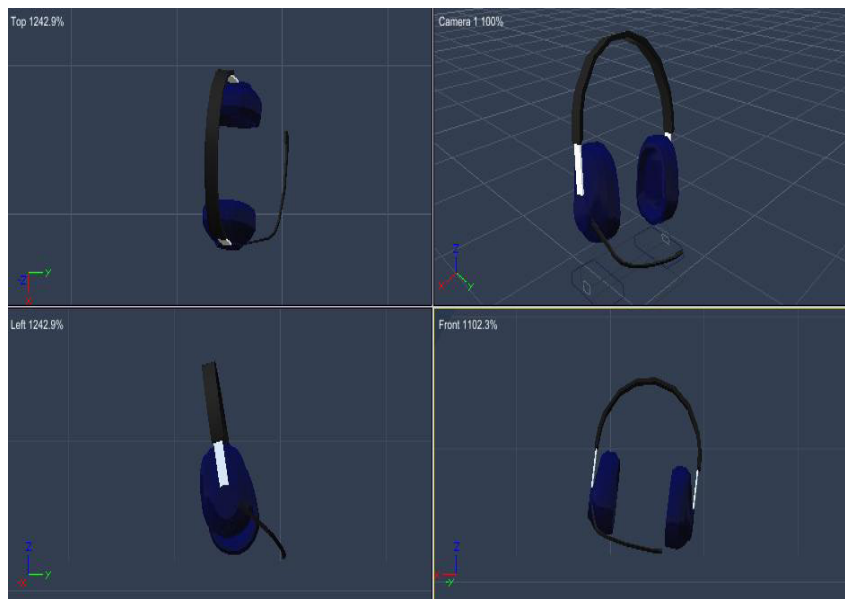 Top 1242.9%
Camera 1 100%
-Z y
x
Z
x y
Left 1242.9%
Front 1102.3%
Z
-x y
Z
x
-y